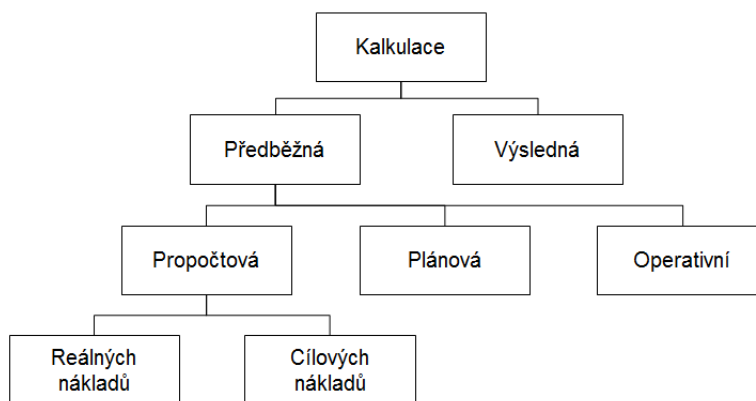 Kalkulace
Předběžná
Výsledná
Propočtová
Plánová
Operativní
Reálných
nákladů
Cílových
nákladů